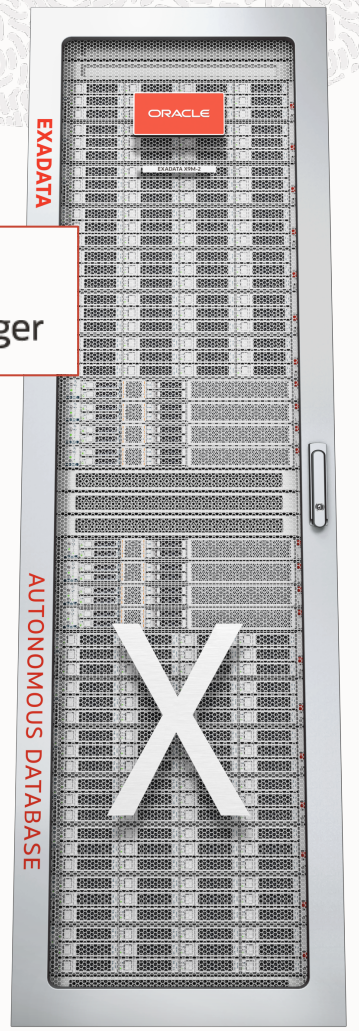 ORACLE
EXADATA X9M-2
EXADATA
ger
AUTONOMOUS DATABASE
X